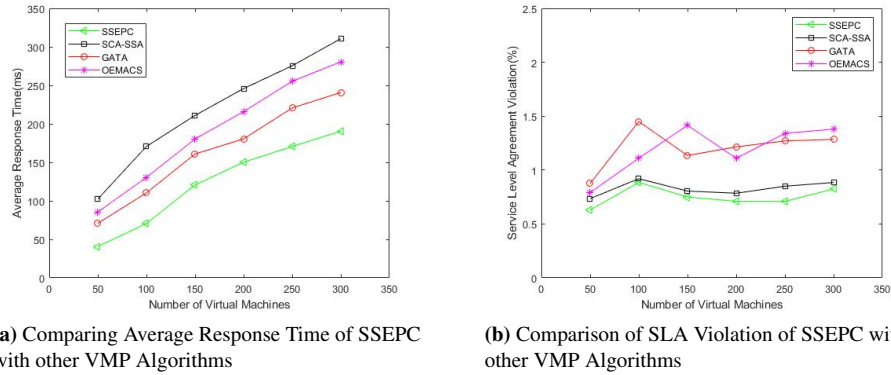 350
300
250
200
150
100
50
0
Average Response Time(ms)
SSEPC
SCA-SSA
GATA
OEMACS
0 50 100 150 200 250 300 350
Number of Virtual Machines
2.5
2
1.5
1
0.5
0
Service Level Agreement Violation(%)
SSEPC
SCA-SSA
GATA
OEMACS
0 50 100 150 200 250 300 350
Number of Virtual Machines
a) Comparing Average Response Time of SSEPC
with other VMP Algorithms
(b) Comparison of SLA Violation of SSEPC wi
other VMP Algorithms